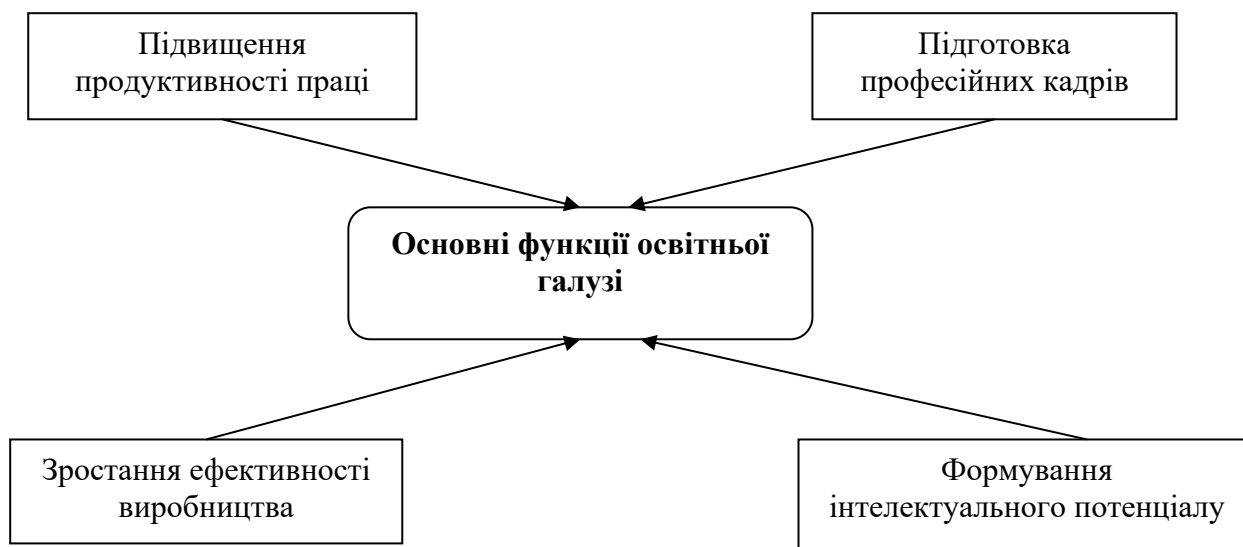 Підвищення
продуктивності праці
Підготовка
професійних кадрів
Основні функції освітньої
галузі
Зростання ефективності
виробництва
Формування
інтелектуального потенціалу